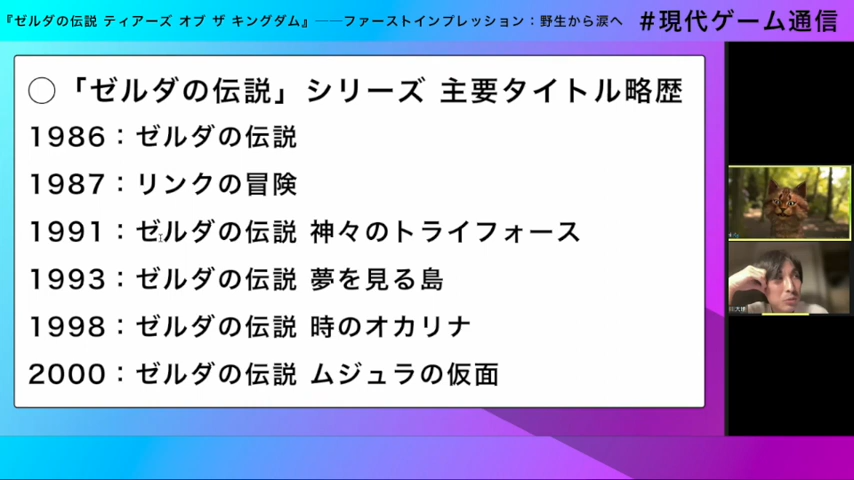 『ゼルダの伝説 ティアーズ オブ ザ キングダム』──ファーストインプレッション：野生から涙へ
#現代ゲーム通信
○「ゼルダの伝説」シリーズ 主要タイトル略歴
1986：ゼルダの伝説
1987：リンクの冒険
1991：ゼルダの伝説 神々のトライフォース
1993：ゼルダの伝説 夢を見る島
1998：ゼルダの伝説 時のオカリナ
2000：ゼルダの伝説 ムジュラの仮面